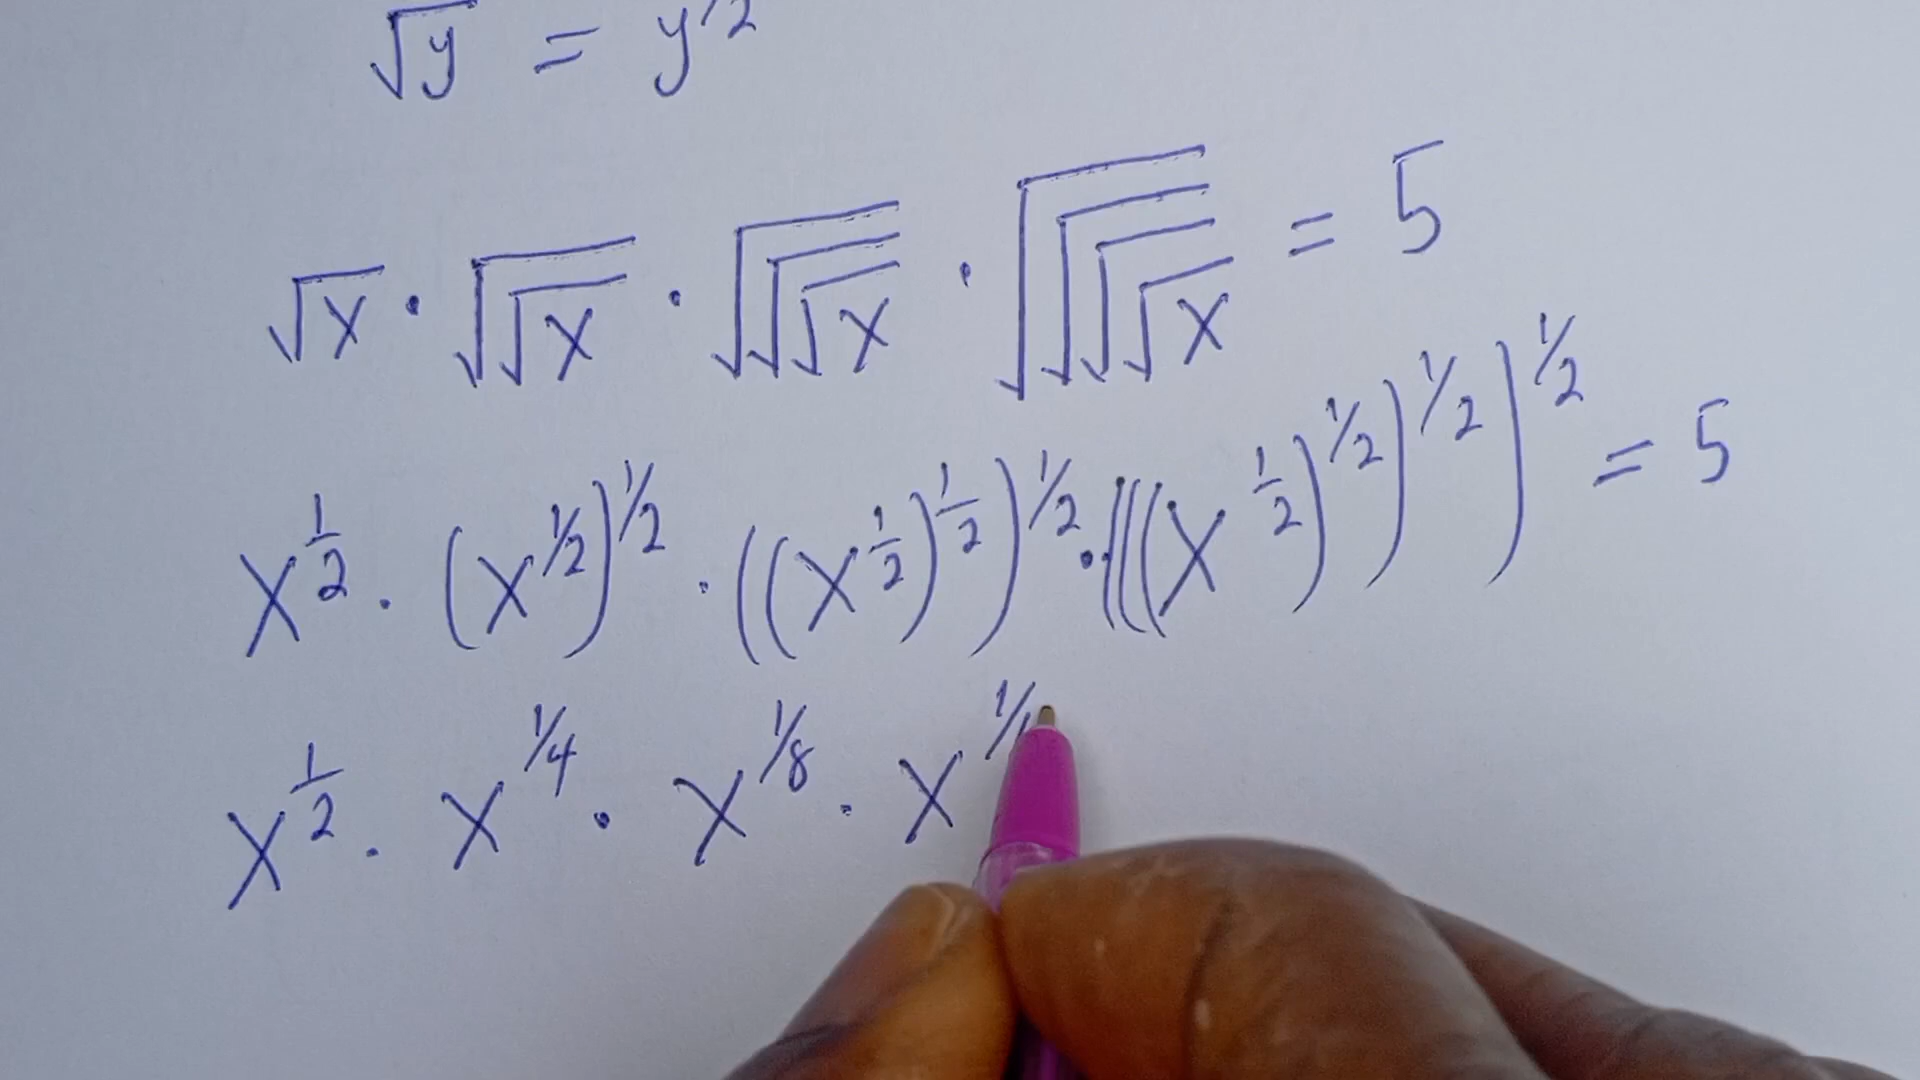 √y = y^1/2
√x · √√x · √√√x · √√√√x = 5
x^1/2 · (x^1/2)^1/2 · ((x^1/2)^1/2)^1/2 · (((x^1/2)^1/2)^1/2)^1/2 = 5
x^1/2 · x^1/4 · x^1/8 · x^1/